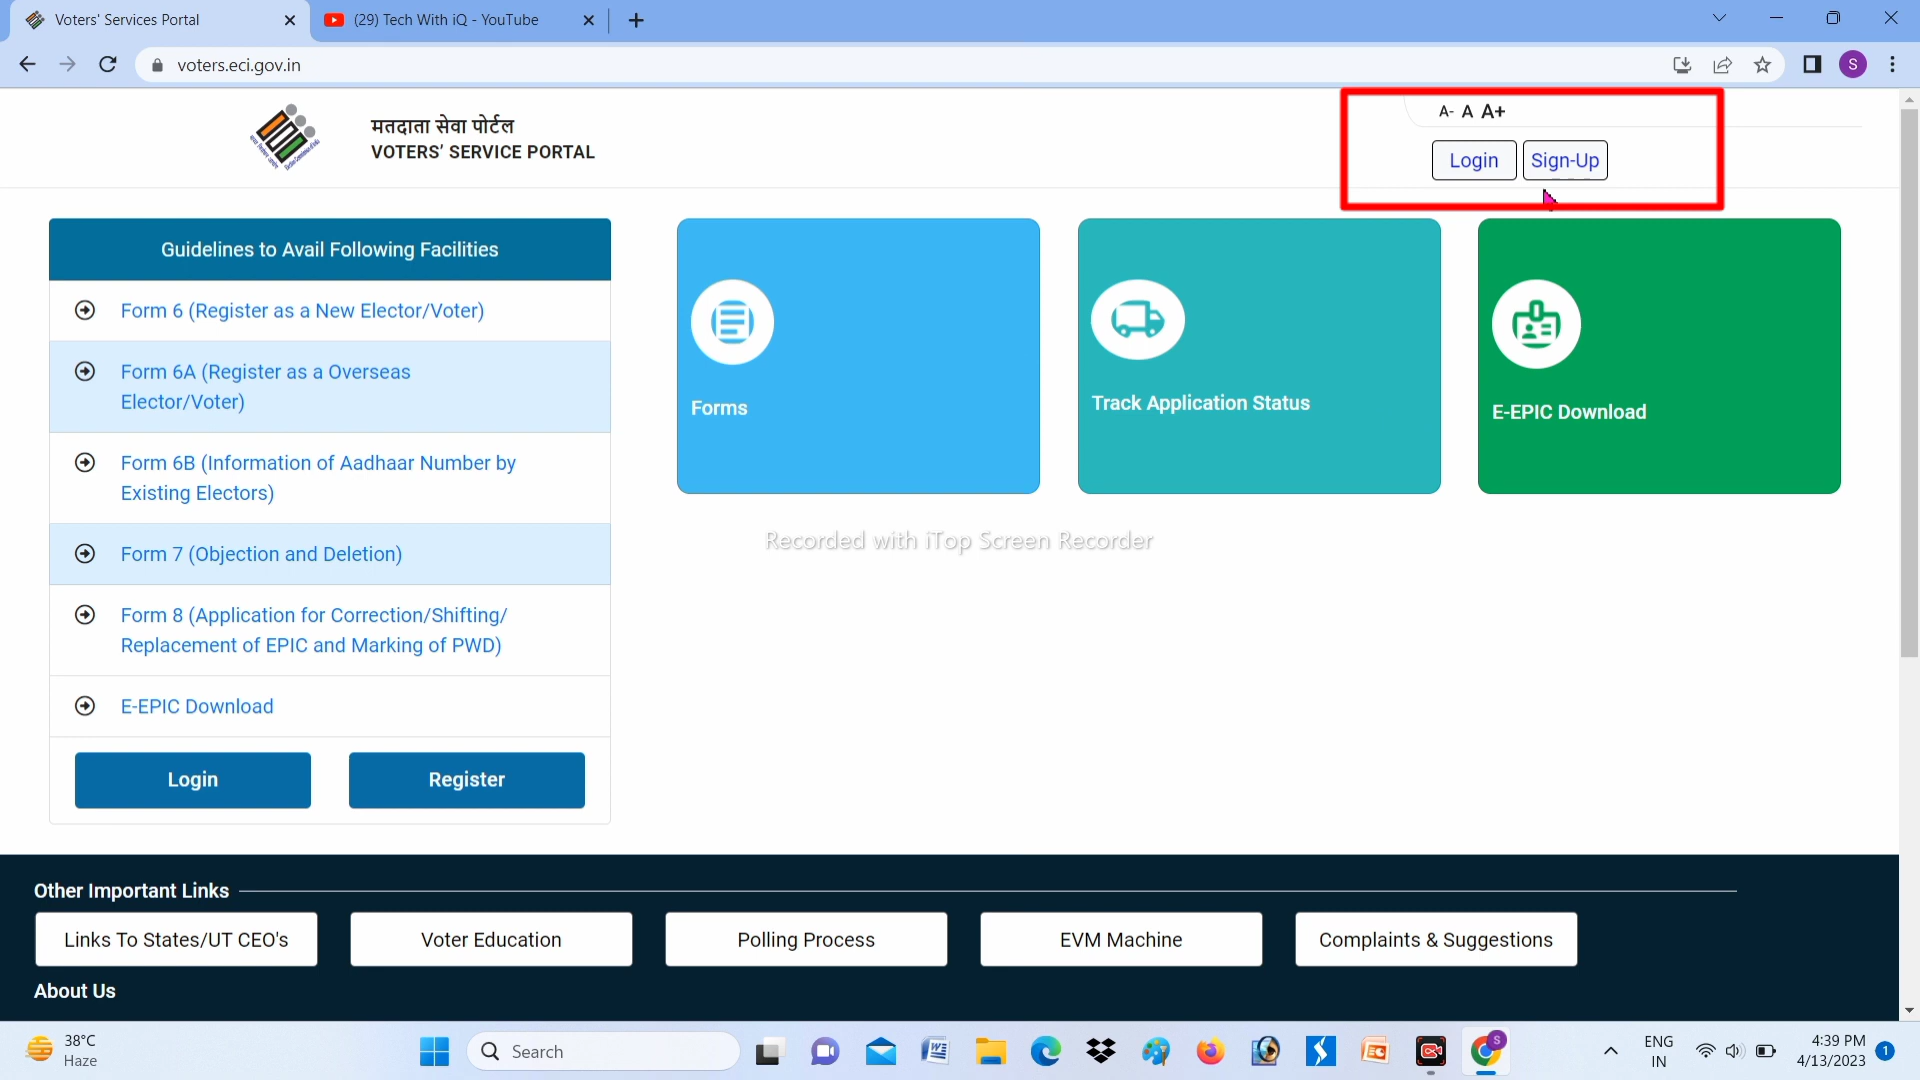 Voters' Services Portal
(29) Tech With iQ - YouTube
voters.eci.gov.in
S
मतदाता सेवा पोर्टल
VOTERS' SERVICE PORTAL
A- A A+
Login Sign-Up
Guidelines to Avail Following Facilities
Form 6 (Register as a New Elector/Voter)
Form 6A (Register as a Overseas
Elector/Voter)
Form 6B (Information of Aadhaar Number by
Existing Electors)
Form 7 (Objection and Deletion)
Form 8 (Application for Correction/Shifting/
Replacement of EPIC and Marking of PWD)
E-EPIC Download
Login Register
Forms
Track Application Status
E-EPIC Download
Recorded with iTop Screen Recorder
Other Important Links
Links To States/UT CEO's
Voter Education
Polling Process
EVM Machine
Complaints & Suggestions
About Us
38°C
Haze
Search
ENG
IN
4:39 PM
4/13/2023
1